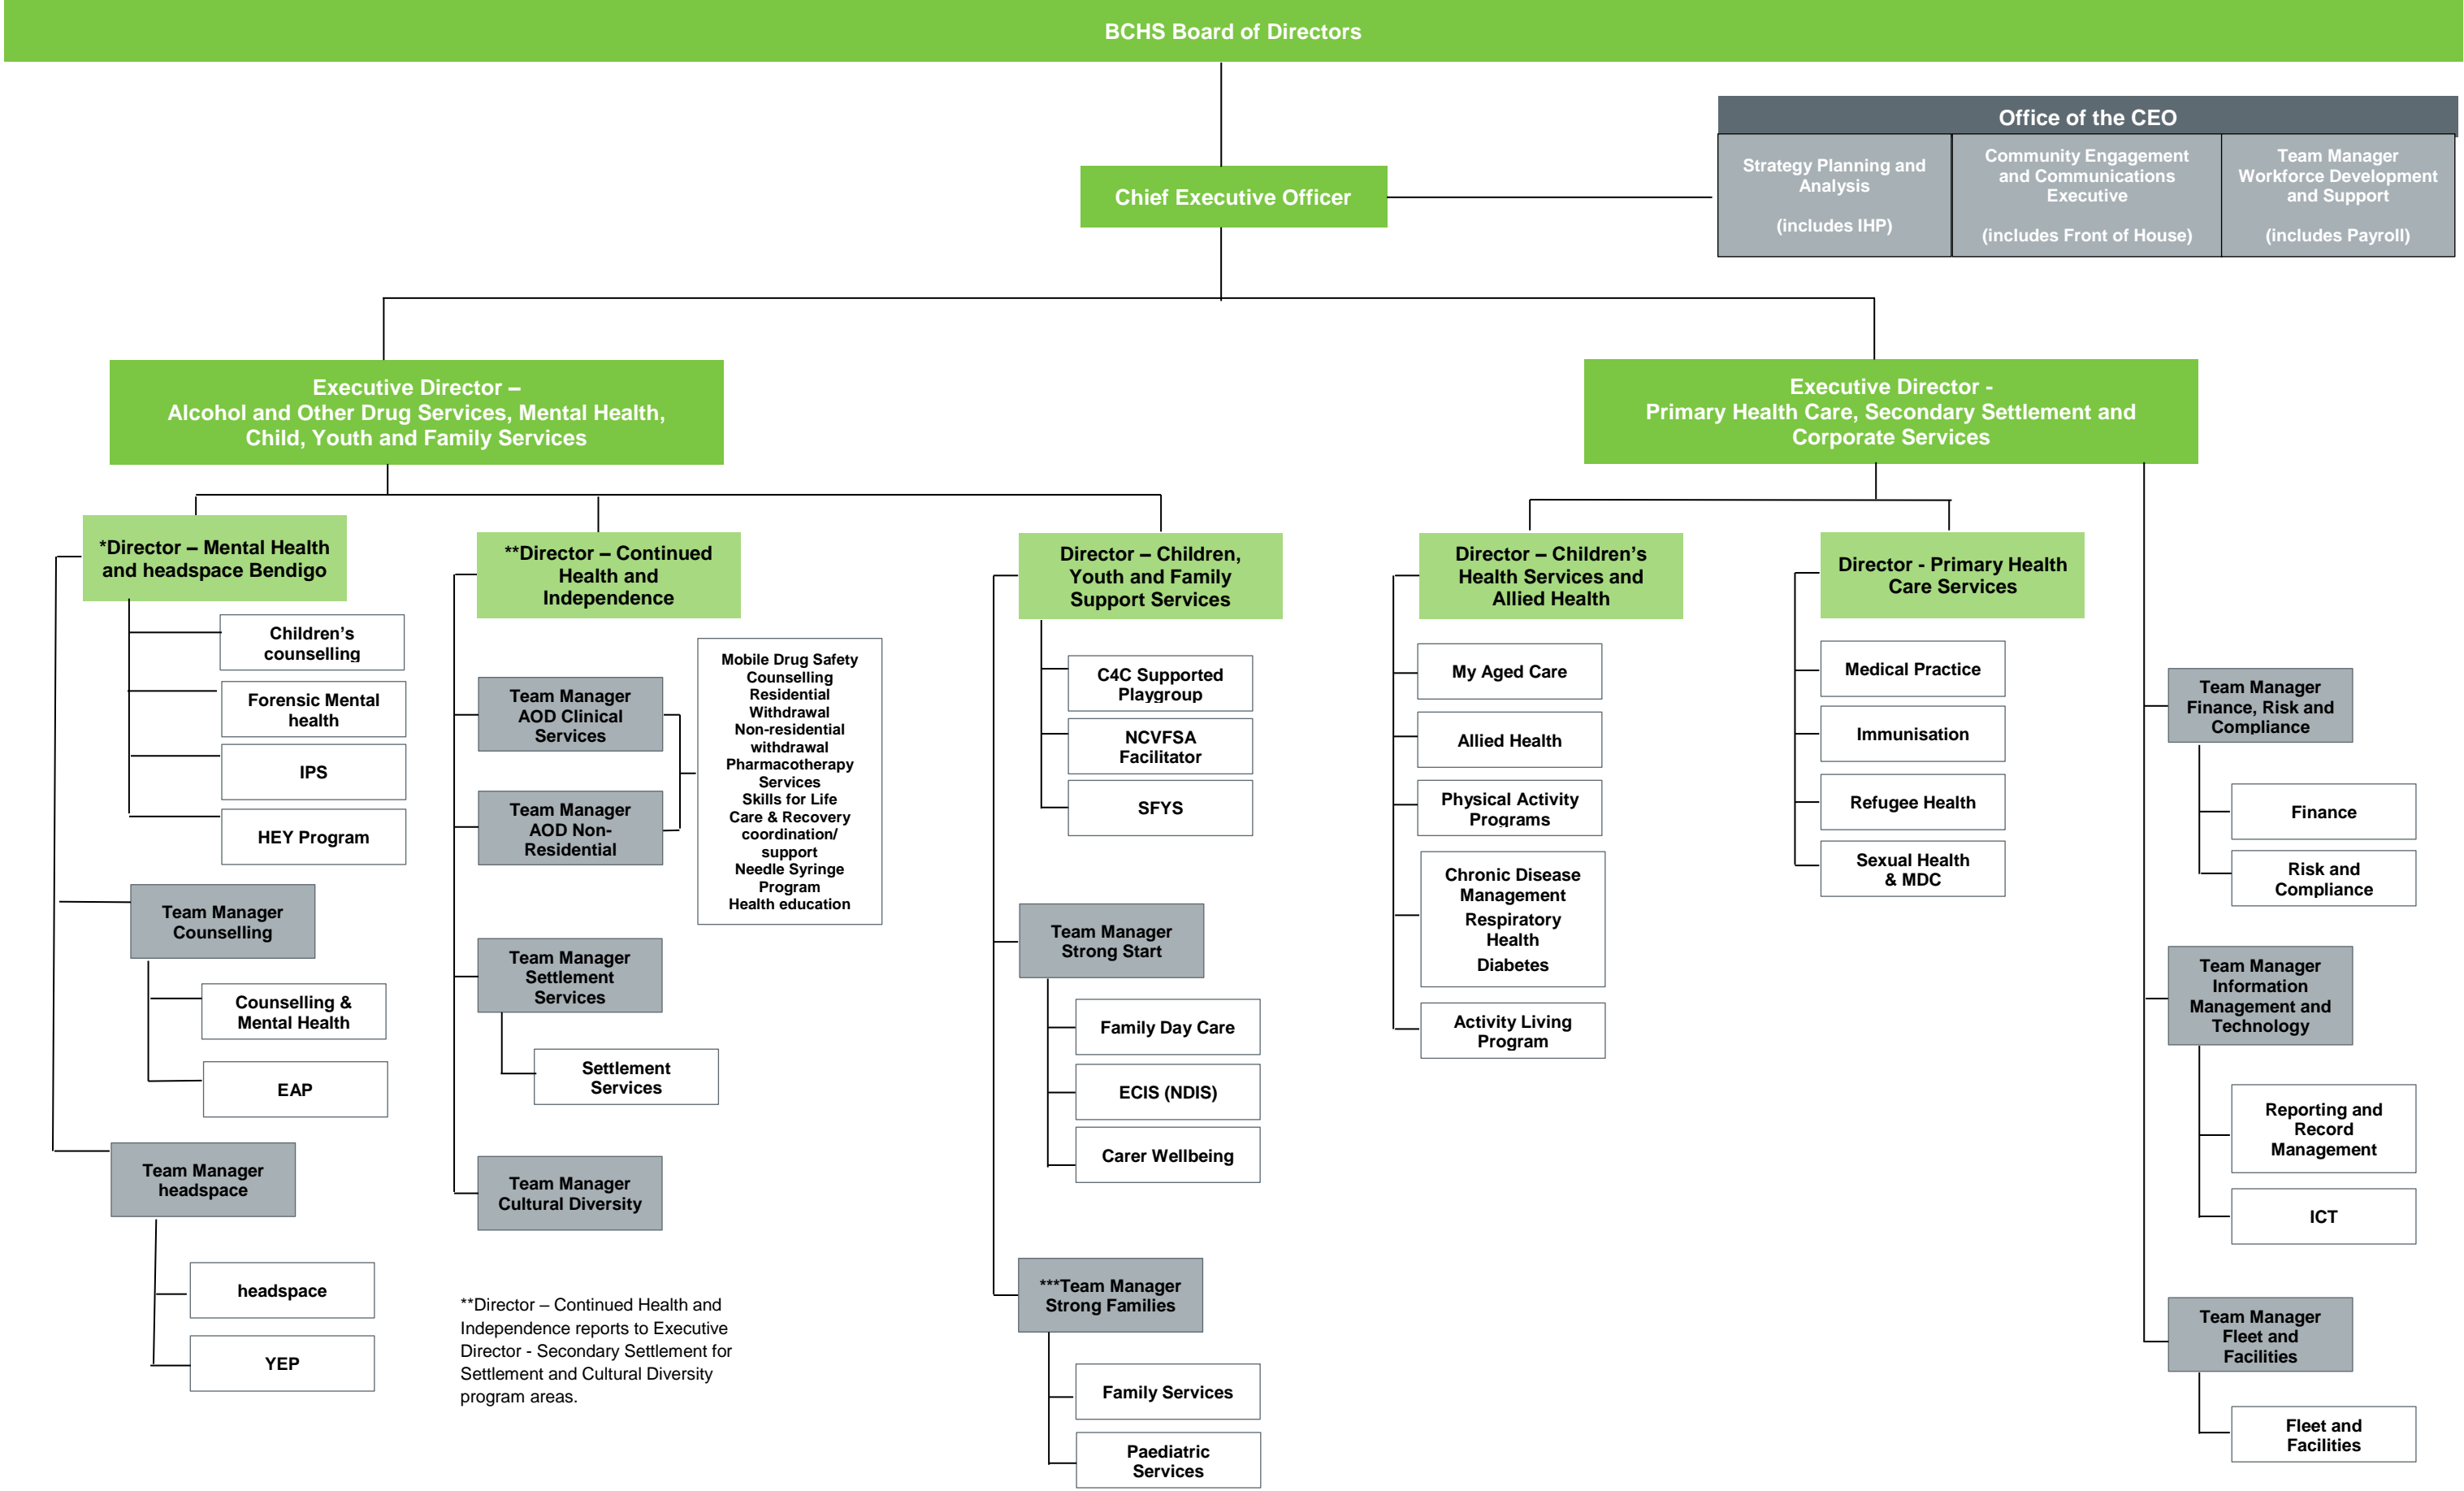 BCHS Board of Directors
Office of the CEO
Strategy Planning and
Analysis
(includes IHP)
Community Engagement
and Communications
Executive
(includes Front of House)
Team Manager
Workforce Development
and Support
(includes Payroll)
Chief Executive Officer
Executive Director –
Alcohol and Other Drug Services, Mental Health,
Child, Youth and Family Services
Executive Director -
Primary Health Care, Secondary Settlement and
Corporate Services
*Director – Mental Health
and headspace Bendigo
Children's
counselling
Forensic Mental
health
IPS
HEY Program
Team Manager
Counselling
Counselling &
Mental Health
EAP
Team Manager
headspace
headspace
YEP
**Director – Continued
Health and
Independence
Team Manager
AOD Clinical
Services
Team Manager
AOD Non-
Residential
Mobile Drug Safety
Counselling
Residential
Withdrawal
Non-residential
withdrawal
Pharmacotherapy
Services
Skills for Life
Care & Recovery
coordination/
support
Needle Syringe
Program
Health education
Team Manager
Settlement
Services
Settlement
Services
Team Manager
Cultural Diversity
**Director – Continued Health and
Independence reports to Executive
Director - Secondary Settlement for
Settlement and Cultural Diversity
program areas.
Director – Children,
Youth and Family
Support Services
C4C Supported
Playgroup
NCVFSA
Facilitator
SFYS
Team Manager
Strong Start
Family Day Care
ECIS (NDIS)
Carer Wellbeing
***Team Manager
Strong Families
Family Services
Paediatric
Services
Director – Children's
Health Services and
Allied Health
My Aged Care
Allied Health
Physical Activity
Programs
Chronic Disease
Management
Respiratory
Health
Diabetes
Activity Living
Program
Director - Primary Health
Care Services
Medical Practice
Immunisation
Refugee Health
Sexual Health
& MDC
Team Manager
Finance, Risk and
Compliance
Finance
Risk and
Compliance
Team Manager
Information
Management and
Technology
Reporting and
Record
Management
ICT
Team Manager
Fleet and
Facilities
Fleet and
Facilities